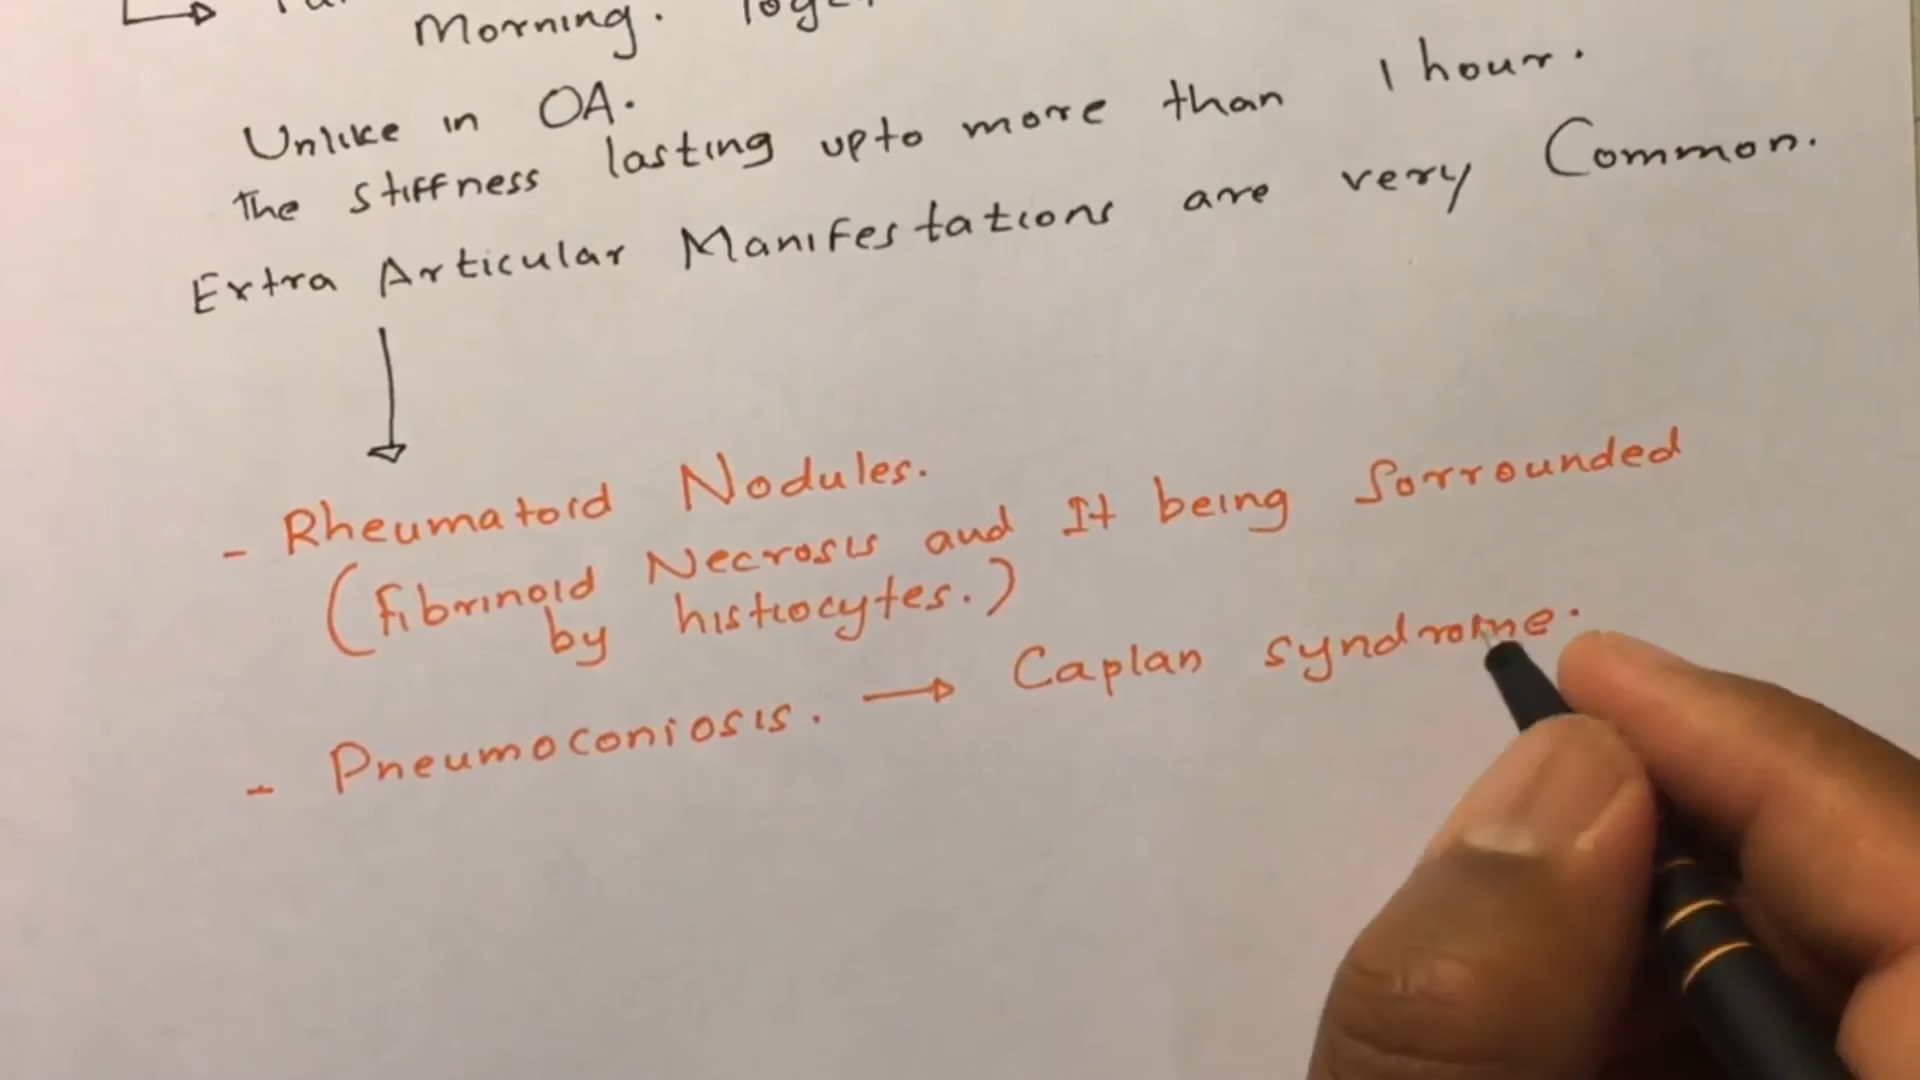 Morning.
Unlike in OA.
The stiffness lasting upto more than 1 hour.
Extra Articular Manifestations are very Common.
- Rheumatoid Nodules.
(Fibrinoid Necrosis and It being Sorrounded
by histiocytes.)
- Pneumoconiosis. → Caplan syndrome.